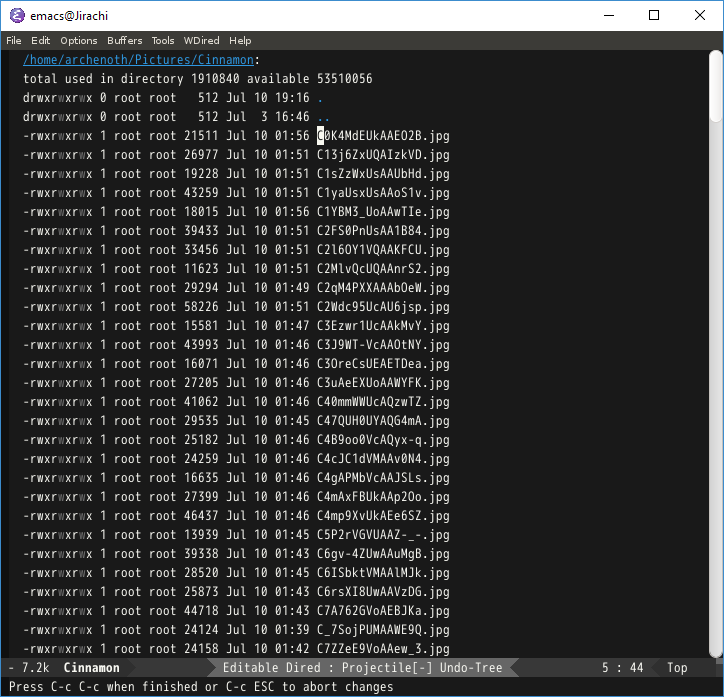 emacs@Jirachi
File Edit Options Buffers Tools WDired Help
/home/archenoth/Pictures/Cinnamon:
total used in directory 1910840 available 53510056
drwxrwxrwx 0 root root   512 Jul 10 19:16 .
drwxrwxrwx 0 root root   512 Jul  3 16:46 ..
-rwxrwxrwx 1 root root 21511 Jul 10 01:56 C0K4MdEUkAAEO2B.jpg
-rwxrwxrwx 1 root root 26977 Jul 10 01:51 C13j6ZxUQAIzkVD.jpg
-rwxrwxrwx 1 root root 19228 Jul 10 01:51 C1sZzWxUsAAUbHd.jpg
-rwxrwxrwx 1 root root 43259 Jul 10 01:51 C1yaUsxUsAAoS1v.jpg
-rwxrwxrwx 1 root root 18015 Jul 10 01:56 C1YBM3_UoAAwTIe.jpg
-rwxrwxrwx 1 root root 39433 Jul 10 01:51 C2FS0PnUsAA1B84.jpg
-rwxrwxrwx 1 root root 33456 Jul 10 01:51 C2l6OY1VQAAKFCU.jpg
-rwxrwxrwx 1 root root 11623 Jul 10 01:51 C2MlvQcUQAAnrS2.jpg
-rwxrwxrwx 1 root root 29294 Jul 10 01:49 C2qM4PXXAAAbOeW.jpg
-rwxrwxrwx 1 root root 58226 Jul 10 01:51 C2Wdc95UcAU6jsp.jpg
-rwxrwxrwx 1 root root 15581 Jul 10 01:47 C3Ezwr1UcAAkMvY.jpg
-rwxrwxrwx 1 root root 43993 Jul 10 01:46 C3J9WT-VcAAOtNY.jpg
-rwxrwxrwx 1 root root 16071 Jul 10 01:46 C3OreCsUEAETDea.jpg
-rwxrwxrwx 1 root root 27205 Jul 10 01:46 C3uAeEXUoAAWYFK.jpg
-rwxrwxrwx 1 root root 41062 Jul 10 01:46 C40mmWWUcAQzwTZ.jpg
-rwxrwxrwx 1 root root 29535 Jul 10 01:45 C47QUH0UYAQG4mA.jpg
-rwxrwxrwx 1 root root 25182 Jul 10 01:46 C4B9oo0VcAQyx-q.jpg
-rwxrwxrwx 1 root root 24259 Jul 10 01:46 C4cJC1dVMAAv0N4.jpg
-rwxrwxrwx 1 root root 16635 Jul 10 01:46 C4gAPMbVcAAJSLs.jpg
-rwxrwxrwx 1 root root 27399 Jul 10 01:46 C4mAxFBUkAAp2Oo.jpg
-rwxrwxrwx 1 root root 46437 Jul 10 01:46 C4mp9XvUkAEe6SZ.jpg
-rwxrwxrwx 1 root root 13939 Jul 10 01:45 C5P2rVGVUAAZ-_-.jpg
-rwxrwxrwx 1 root root 39338 Jul 10 01:43 C6gv-4ZUwAAuMgB.jpg
-rwxrwxrwx 1 root root 28520 Jul 10 01:45 C6ISbktVMAAlMJk.jpg
-rwxrwxrwx 1 root root 25873 Jul 10 01:43 C6rsXI8UwAAVzDG.jpg
-rwxrwxrwx 1 root root 44718 Jul 10 01:43 C7A762GVoAEBJKa.jpg
-rwxrwxrwx 1 root root 24124 Jul 10 01:39 C_7SojPUMAAWE9Q.jpg
-rwxrwxrwx 1 root root 24158 Jul 10 01:42 C7ZZeE9VoAAew_3.jpg
- 7.2k  Cinnamon  Editable Dired : Projectile[-] Undo-Tree  5 : 44  Top
Press C-c C-c when finished or C-c ESC to abort changes